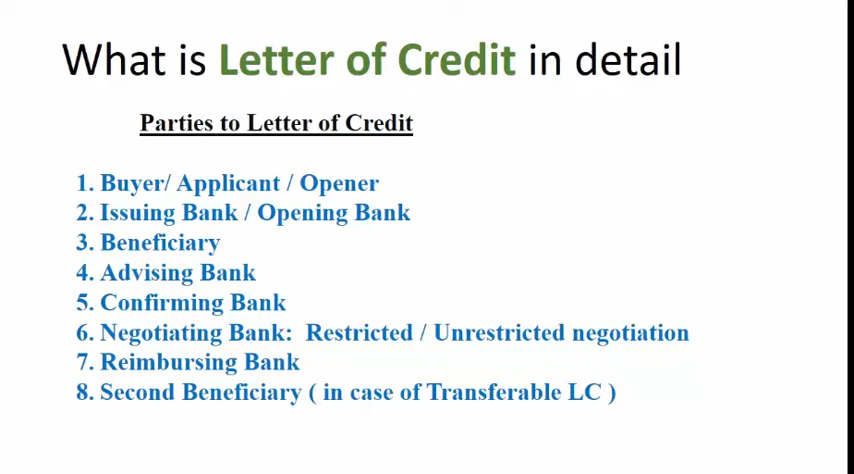 What is Letter of Credit in detail
Parties to Letter of Credit
1. Buyer/ Applicant / Opener
2. Issuing Bank / Opening Bank
3. Beneficiary
4. Advising Bank
5. Confirming Bank
6. Negotiating Bank:  Restricted / Unrestricted negotiation
7. Reimbursing Bank
8. Second Beneficiary ( in case of Transferable LC )